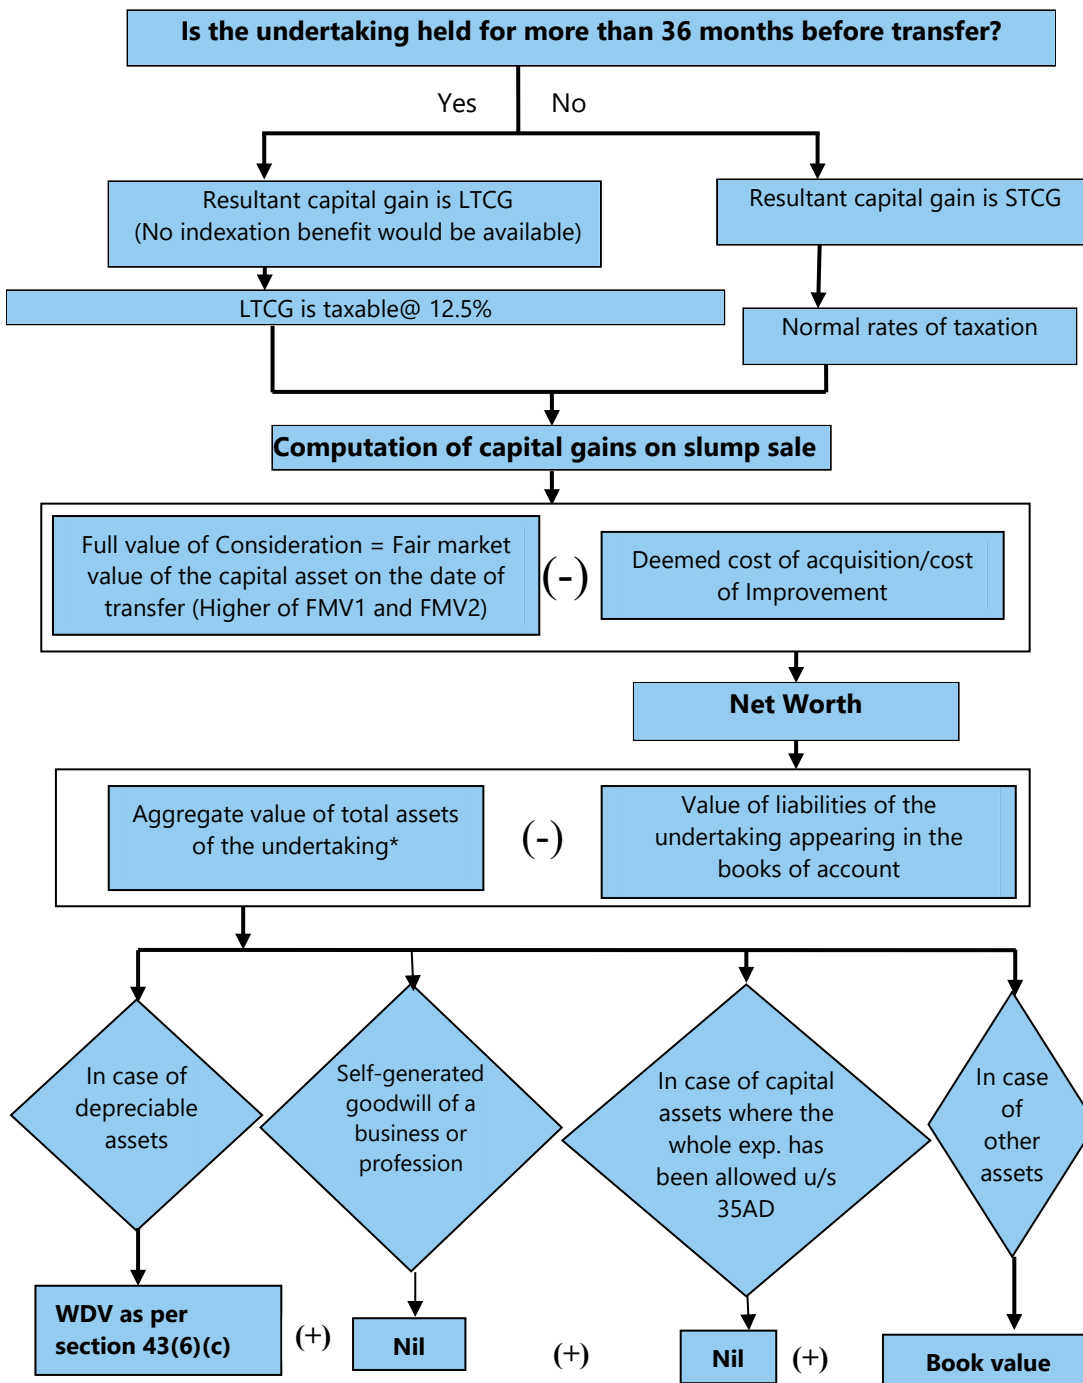 Is the undertaking held for more than 36 months before transfer?
Yes
No
Resultant capital gain is LTCG
(No indexation benefit would be available)
Resultant capital gain is STCG
LTCG is taxable@ 12.5%
Normal rates of taxation
Computation of capital gains on slump sale
Full value of Consideration = Fair market
value of the capital asset on the date of
transfer (Higher of FMV1 and FMV2)
(-)
Deemed cost of acquisition/cost
of Improvement
Net Worth
Aggregate value of total assets
of the undertaking*
(-)
Value of liabilities of the
undertaking appearing in the
books of account
In case of
depreciable
assets
Self-generated
goodwill of a
business or
profession
In case of capital
assets where the
whole exp. has
been allowed u/s
35AD
In case
of
other
assets
WDV as per
section 43(6)(c)
(+)
Nil
(+)
Nil
(+)
Book value